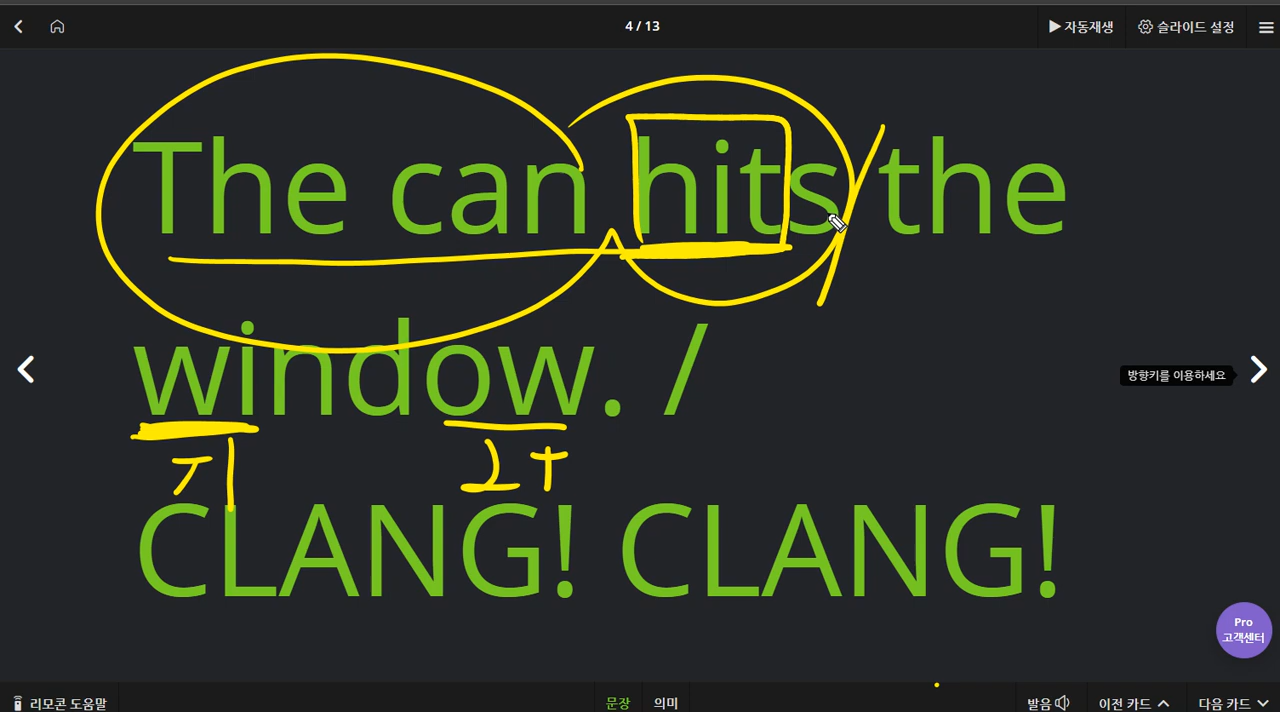 4 / 13
자동재생
슬라이드 설정
The can hits the
window. /
방향키를 이용하세요
CLANG! CLANG!
Pro
고객센터
리모콘 도움말
문장
의미
발음
이전 카드
다음 카드